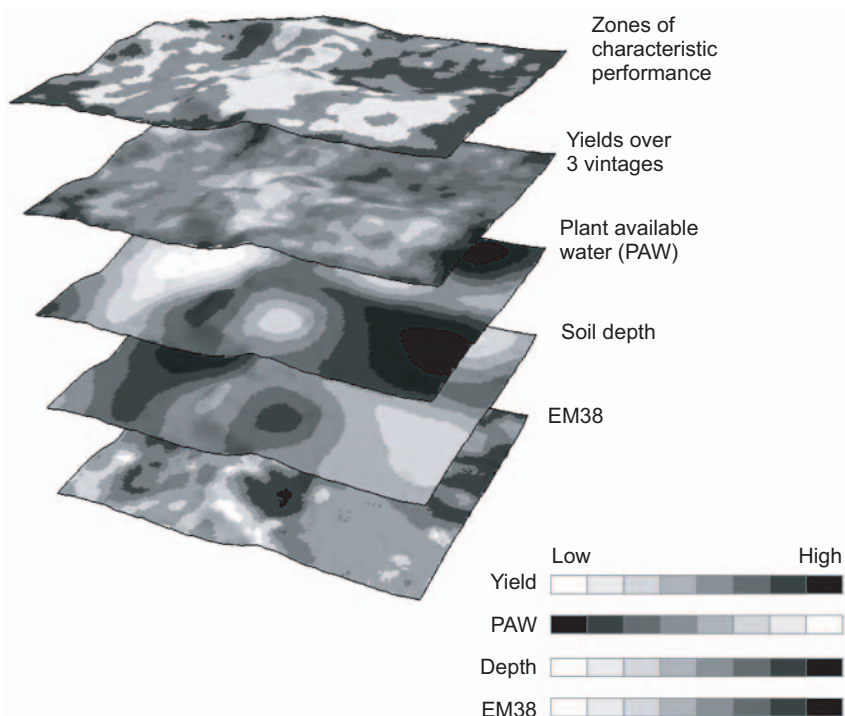 Zones of
characteristic
performance
Yields over
3 vintages
Plant available
water (PAW)
Soil depth
EM38
Low High
Yield
PAW
Depth
EM38